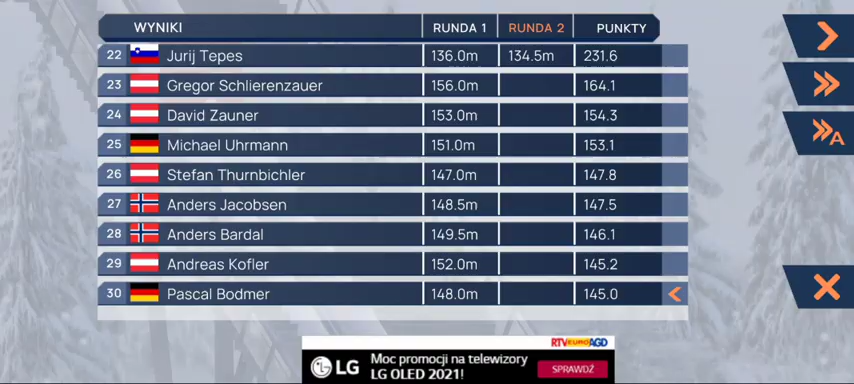 WYNIKI RUNDA 1 RUNDA 2 PUNKTY
22 Jurij Tepes 136.0m 134.5m 231.6
23 Gregor Schlierenzauer 156.0m 164.1
24 David Zauner 153.0m 154.3
25 Michael Uhrmann 151.0m 153.1
26 Stefan Thurnbichler 147.0m 147.8
27 Anders Jacobsen 148.5m 147.5
28 Anders Bardal 149.5m 146.1
29 Andreas Kofler 152.0m 145.2
30 Pascal Bodmer 148.0m 145.0
A
RTV EURO AGD
LG
Moc promocji na telewizory
LG OLED 2021!
SPRAWDŹ